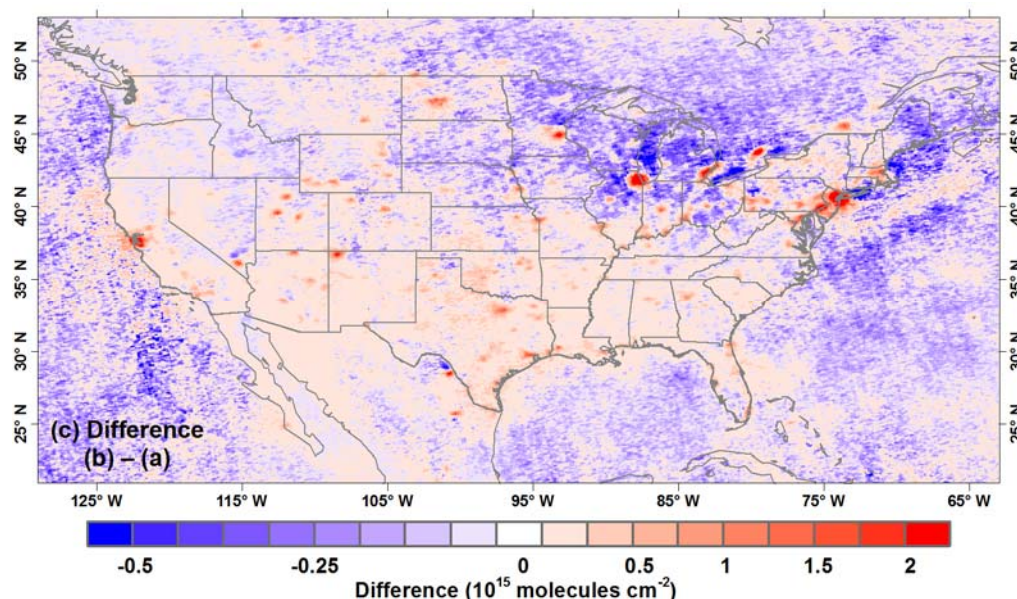 50° N
45° N
40° N
35° N
30° N
25° N
50° N
45° N
40° N
35° N
30° N
25° N
(c) Difference
(b) – (a)
125° W 115° W 105° W 95° W 85° W 75° W 65° W
-0.5 -0.25 0 0.5 1 1.5 2
Difference (10¹⁵ molecules cm⁻²)